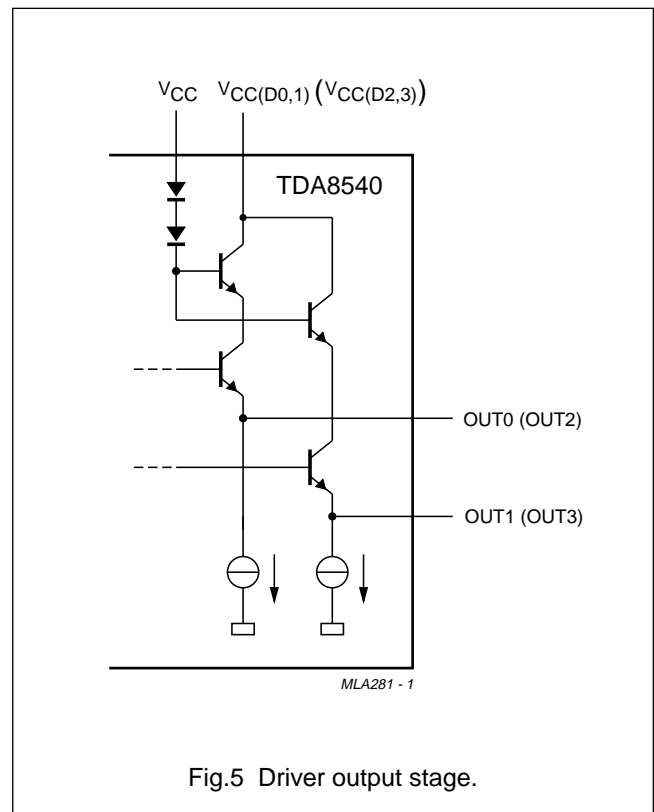 VCC VCC(D0,1) (VCC(D2,3))
TDA8540
OUT0 (OUT2)
OUT1 (OUT3)
MLA281 - 1
Fig.5 Driver output stage.